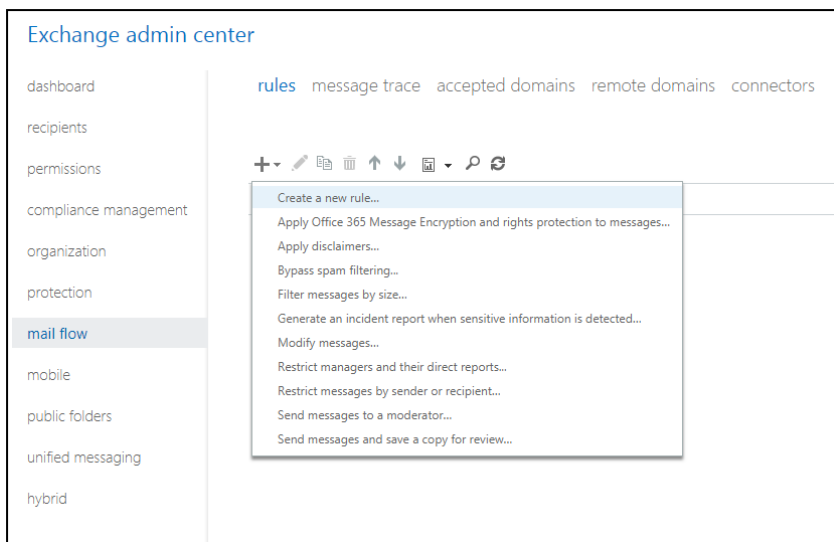 Exchange admin center
dashboard
recipients
permissions
compliance management
organization
protection
mail flow
mobile
public folders
unified messaging
hybrid
rules message trace accepted domains remote domains connectors
Create a new rule...
Apply Office 365 Message Encryption and rights protection to messages...
Apply disclaimers...
Bypass spam filtering...
Filter messages by size...
Generate an incident report when sensitive information is detected...
Modify messages...
Restrict managers and their direct reports...
Restrict messages by sender or recipient...
Send messages to a moderator...
Send messages and save a copy for review...